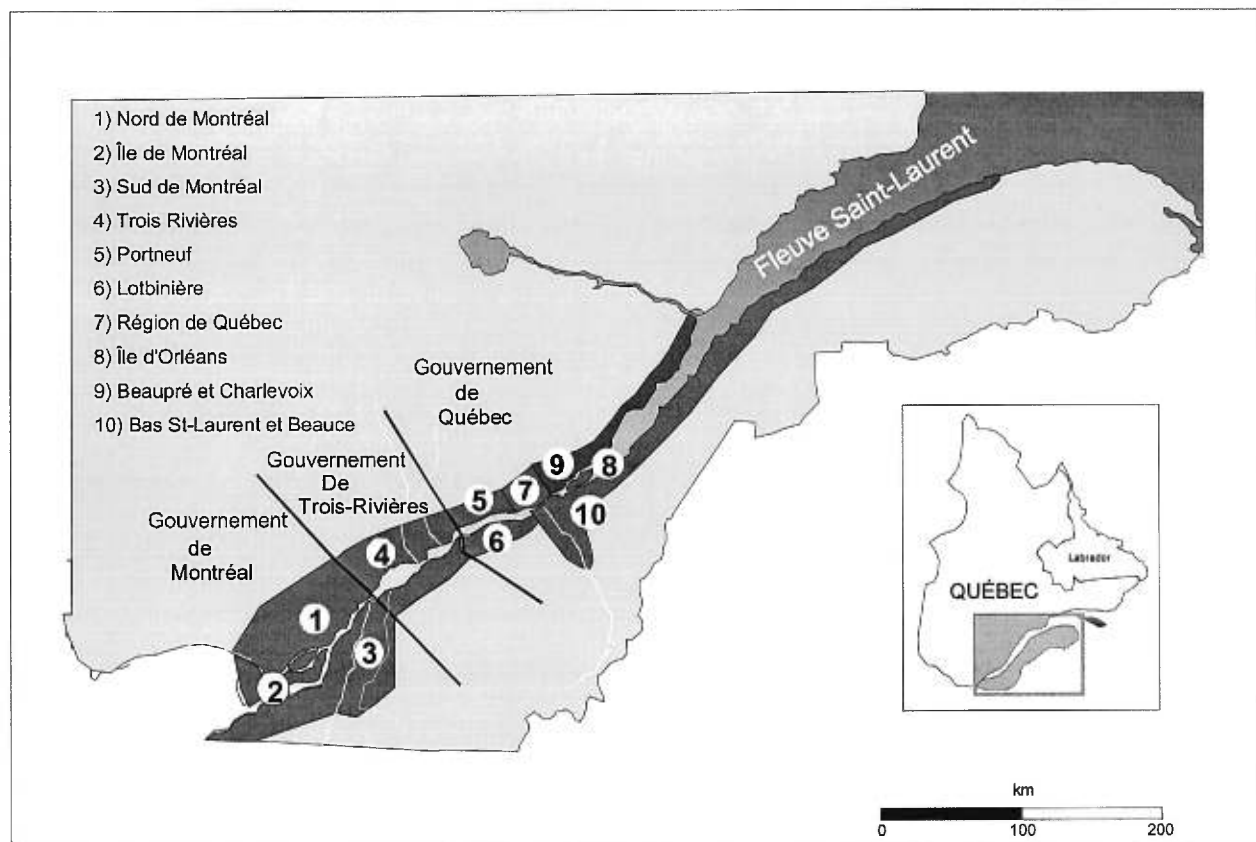 1) Nord de Montréal
2) Île de Montréal
3) Sud de Montréal
4) Trois Rivières
5) Portneuf
6) Lotbinière
7) Région de Québec
8) Île d'Orléans
9) Beaupré et Charlevoix
10) Bas St-Laurent et Beauce
Fleuve Saint-Laurent
Gouvernement
de
Québec
Gouvernement
De
Trois-Rivières
Gouvernement
de
Montréal
9
8
7
5
10
6
4
1
3
2
Labrador
QUÉBEC
km
0 100 200